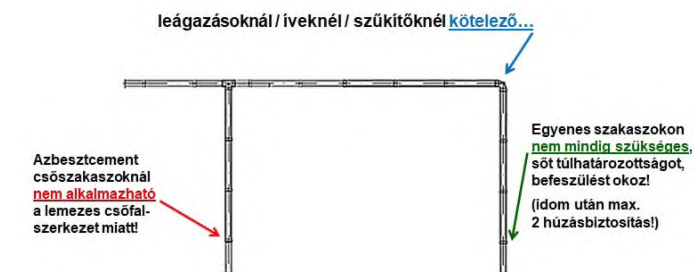 leágazásoknál / íveknél / szűkítőknél kötelező…
Egyenes szakaszokon
nem mindig szükséges,
sőt túlhatározottságot,
befeszülést okoz!
(idom után max.
2 húzásbiztosítás!)
Azbesztcement
csőszakaszoknál
nem alkalmazható
a lemezes csőfal-
szerkezet miatt!